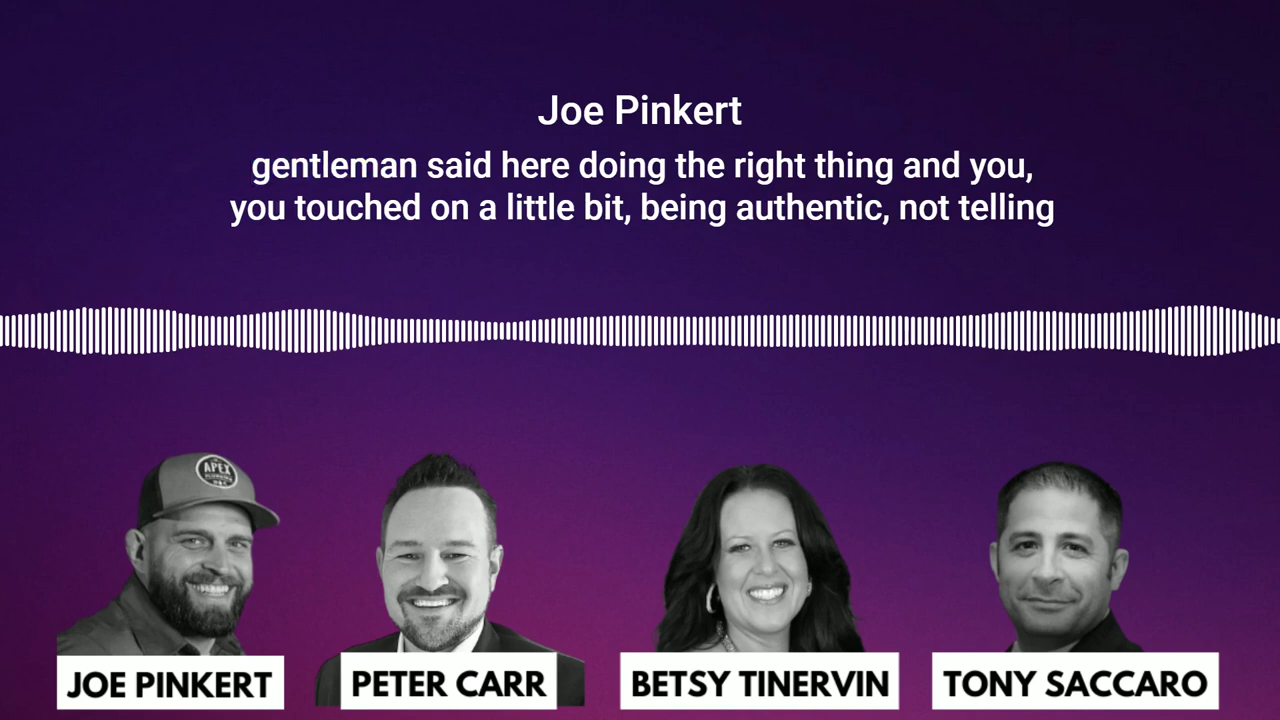 Joe Pinkert
gentleman said here doing the right thing and you,
you touched on a little bit, being authentic, not telling
APEX
JOE PINKERT
PETER CARR
BETSY TINERVIN
TONY SACCARO